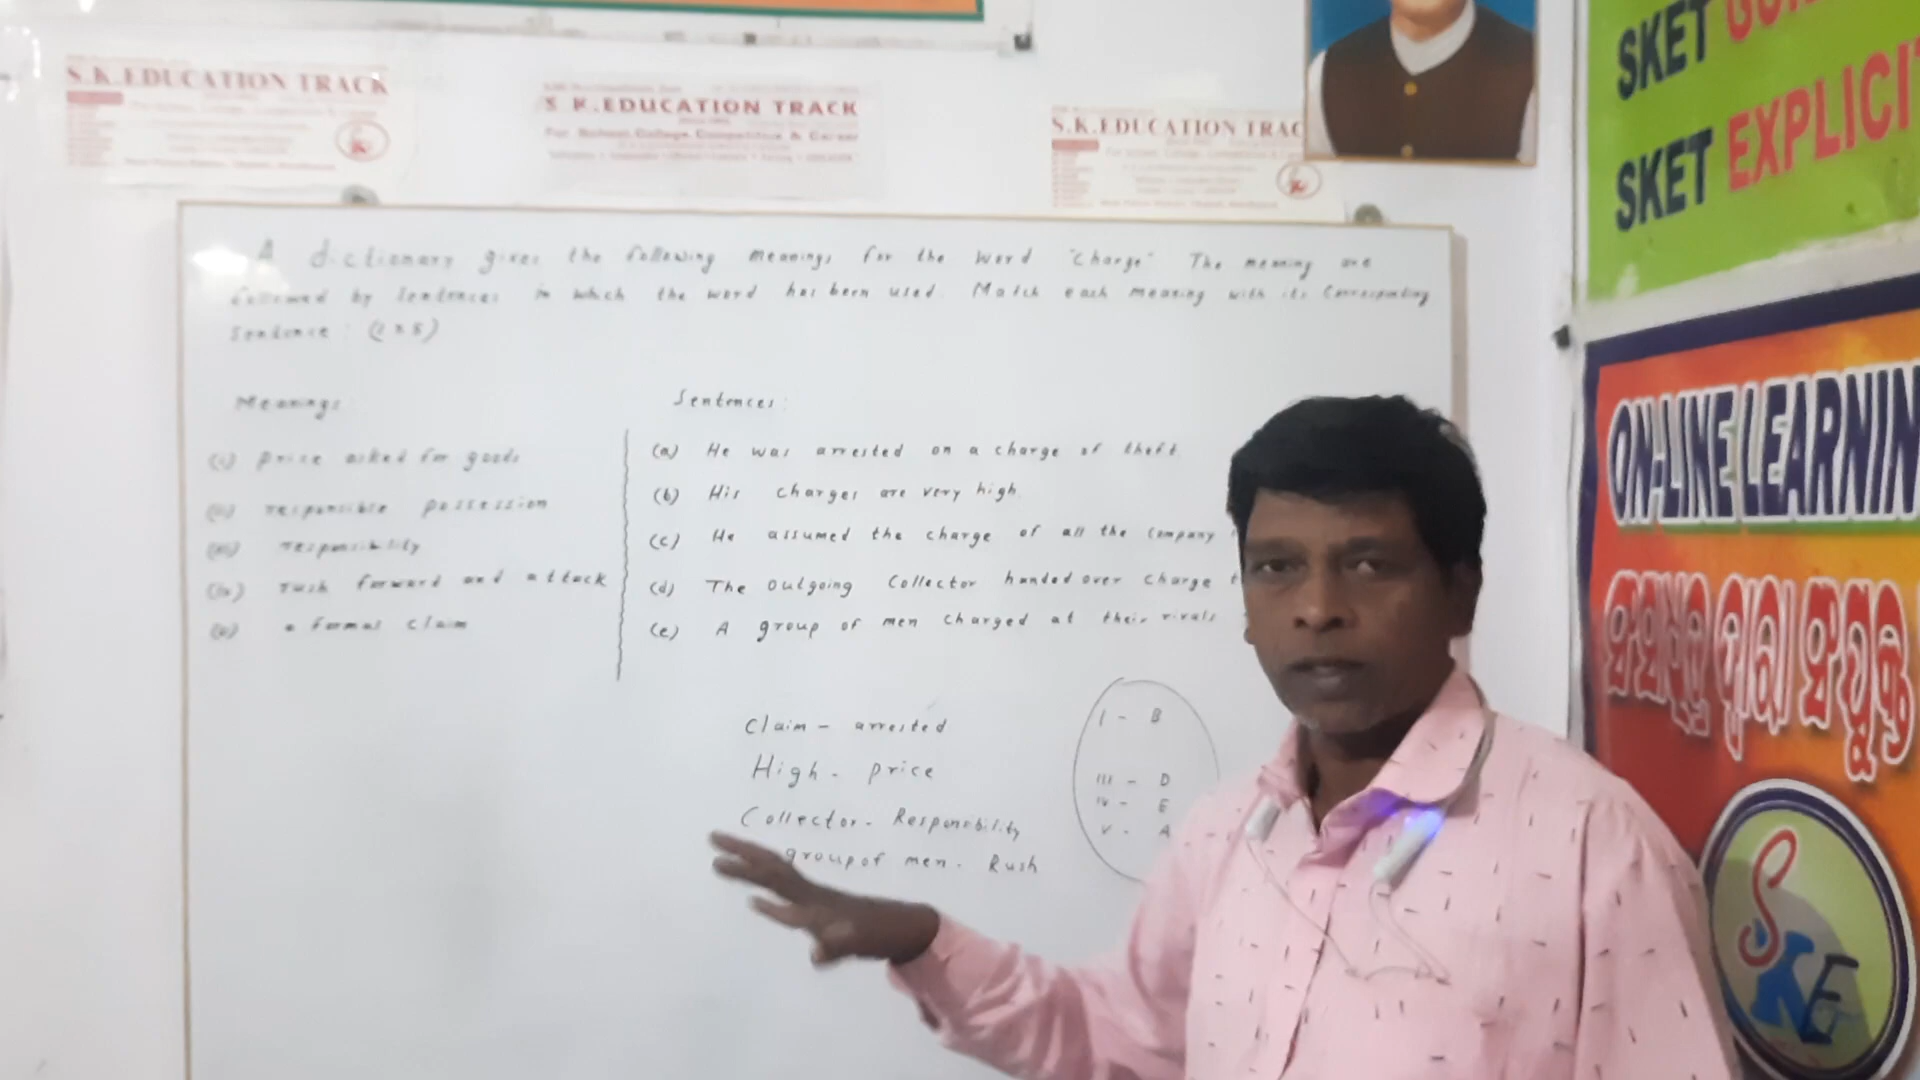 S.K.EDUCATION TRACK
S.K.EDUCATION TRACK
For School, College, Competitive & Career
S.K.EDUCATION TRAC
SKET
SKET EXPLICIT
A dictionary gives the following meanings for the word "Charge". The meaning are
followed by Sentences in which the word has been used. Match each meaning with its Corresponding
Sentence : (1x5)
Meanings
(i) price asked for goods
(ii) responsible possession
(iii) responsibility
(iv) rush forward and attack
(v) a formal claim
Sentences:
(a) He was arrested on a charge of theft
(b) His charges are very high.
(c) He assumed the charge of all the Company
(d) The outgoing Collector handed over charge t
(e) A group of men charged at their rivals
Claim - arrested
High - price
Collector - Responsibility
group of men - Rush
I - B
III - D
IV - E
V - A
ON-LINE LEARNIN
SKE